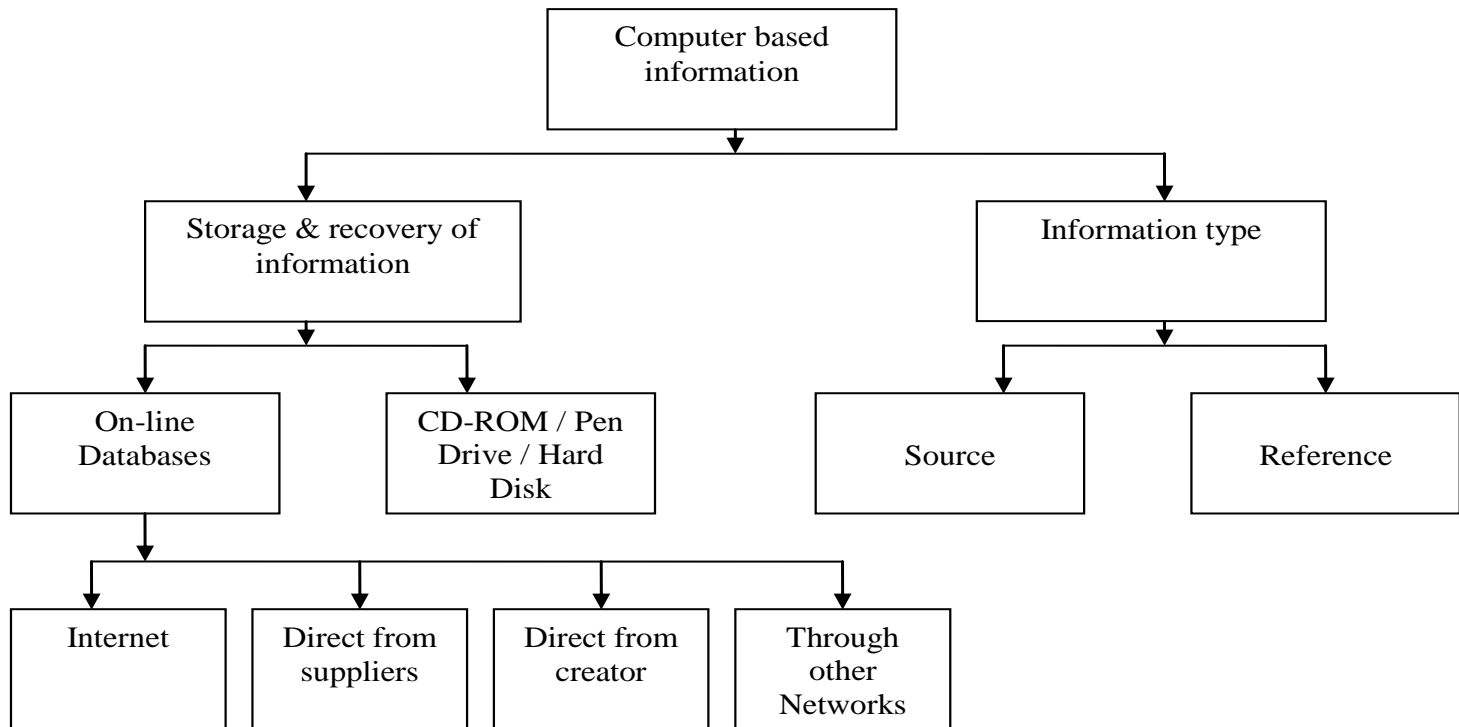 Computer based
information
Storage & recovery of
information
Information type
On-line
Databases
CD-ROM / Pen
Drive / Hard
Disk
Source
Reference
Internet
Direct from
suppliers
Direct from
creator
Through
other
Networks